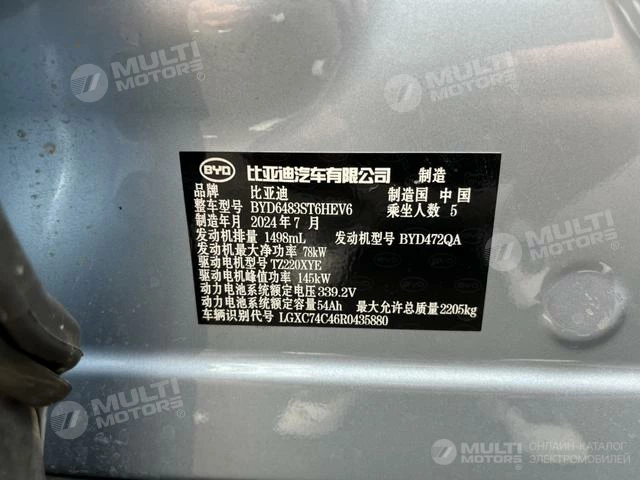 MULTI
MOTORS
MULTI
MOTORS
BYD 比亚迪汽车有限公司 制造
品牌 比亚迪 制造国 中国
整车型号 BYD6483ST6HEV6 乘坐人数 5
制造年月 2024年7月
发动机排量 1498mL 发动机型号 BYD472QA
发动机最大净功率 78kW
驱动电机型号 TZ220XYE
驱动电机峰值功率 145kW
动力电池系统额定电压 339.2V
动力电池系统额定容量 54Ah 最大允许总质量 2205kg
车辆识别代号 LGXC74C46R0435880
MULTI
MOTORS
MULTI
MOTORS
ОНЛАЙН-КАТАЛОГ
ЭЛЕКТРОМОБИЛЕЙ